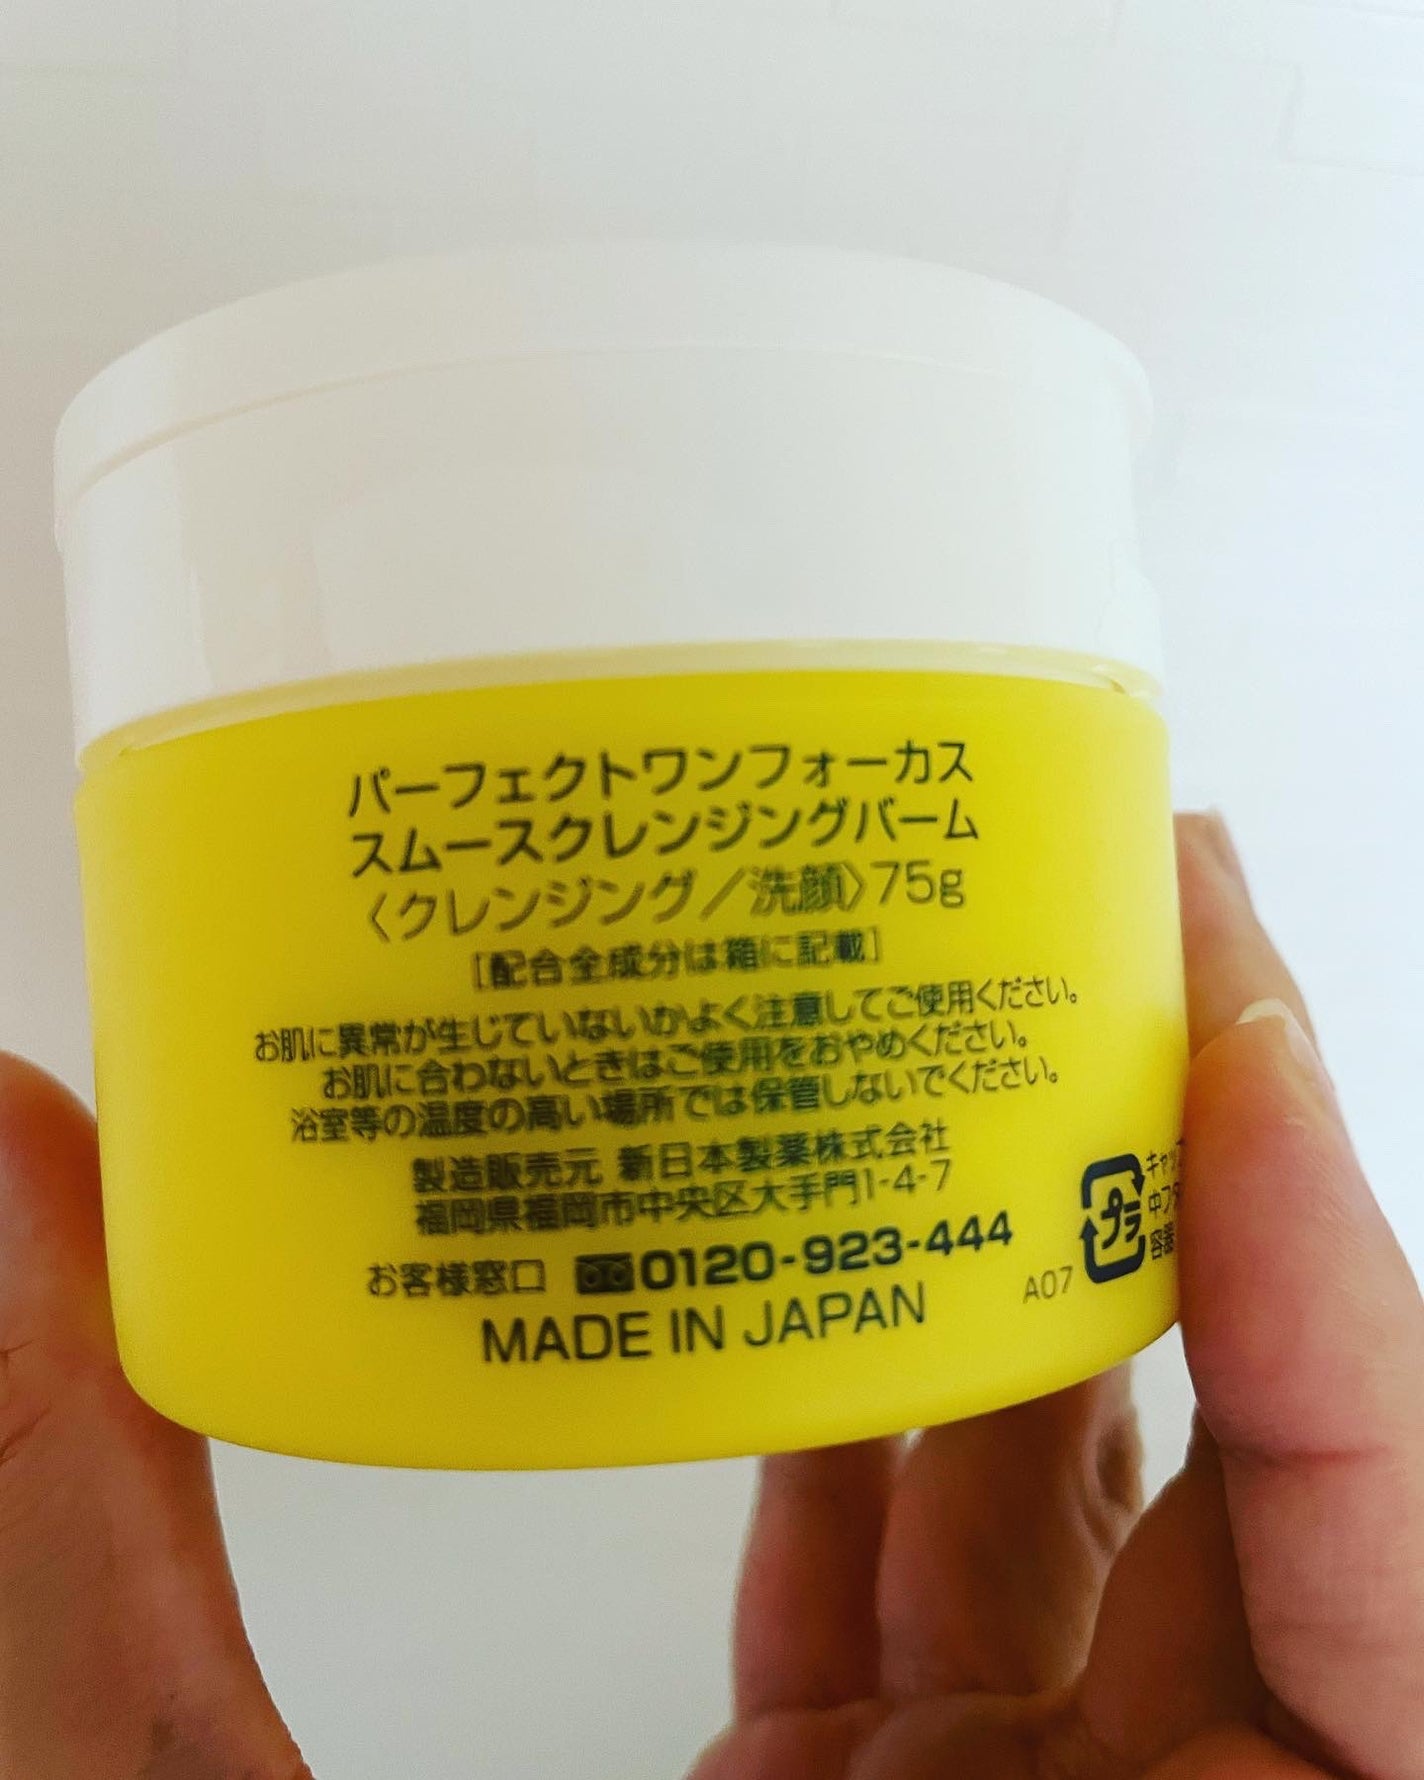 パーフェクトワンフォーカス
スムースクレンジングバーム
〈クレンジング／洗顔〉75g
［配合全成分は箱に記載］
お肌に異常が生じていないかよく注意してご使用ください。
お肌に合わないときはご使用をおやめください。
浴室等の温度の高い場所では保管しないでください。
製造販売元 新日本製薬株式会社
福岡県福岡市中央区大手門1-4-7
お客様窓口 0120-923-444
MADE IN JAPAN
プラ
容器
A07